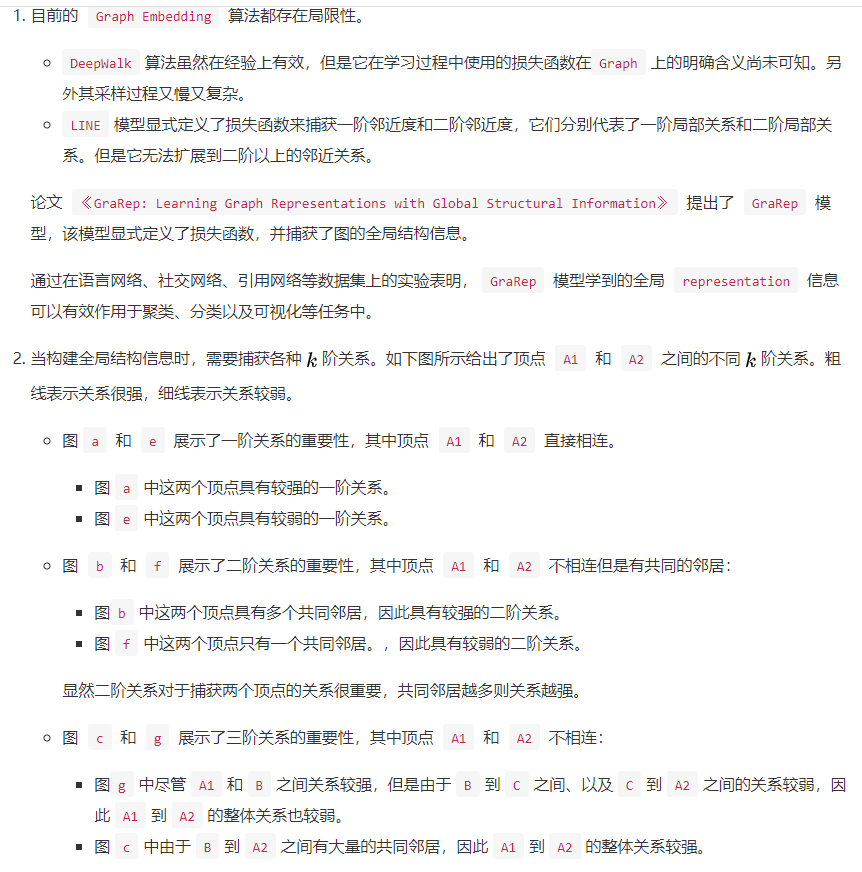 1. 目前的 Graph Embedding 算法都存在局限性。
DeepWalk 算法虽然在经验上有效，但是它在学习过程中使用的损失函数在 Graph 上的明确含义尚未可知。另
外其采样过程又慢又复杂。
LINE 模型显式定义了损失函数来捕获一阶邻近度和二阶邻近度，它们分别代表了一阶局部关系和二阶局部关
系。但是它无法扩展到二阶以上的邻近关系。
论文 《GraRep: Learning Graph Representations with Global Structural Information》 提出了 GraRep 模
型，该模型显式定义了损失函数，并捕获了图的全局结构信息。
通过在语言网络、社交网络、引用网络等数据集上的实验表明， GraRep 模型学到的全局 representation 信息
可以有效作用于聚类、分类以及可视化等任务中。
2. 当构建全局结构信息时，需要捕获各种 k 阶关系。如下图所示给出了顶点 A1 和 A2 之间的不同 k 阶关系。粗
线表示关系很强，细线表示关系较弱。
图 a 和 e 展示了一阶关系的重要性，其中顶点 A1 和 A2 直接相连。
图 a 中这两个顶点具有较强的一阶关系。
图 e 中这两个顶点具有较弱的一阶关系。
图 b 和 f 展示了二阶关系的重要性，其中顶点 A1 和 A2 不相连但是有共同的邻居：
图 b 中这两个顶点具有多个共同邻居，因此具有较强的二阶关系。
图 f 中这两个顶点只有一个共同邻居。，因此具有较弱的二阶关系。
显然二阶关系对于捕获两个顶点的关系很重要，共同邻居越多则关系越强。
图 c 和 g 展示了三阶关系的重要性，其中顶点 A1 和 A2 不相连：
图 g 中尽管 A1 和 B 之间关系较强，但是由于 B 到 C 之间、以及 C 到 A2 之间的关系较弱，因
此 A1 到 A2 的整体关系也较弱。
图 c 中由于 B 到 A2 之间有大量的共同邻居，因此 A1 到 A2 的整体关系较强。